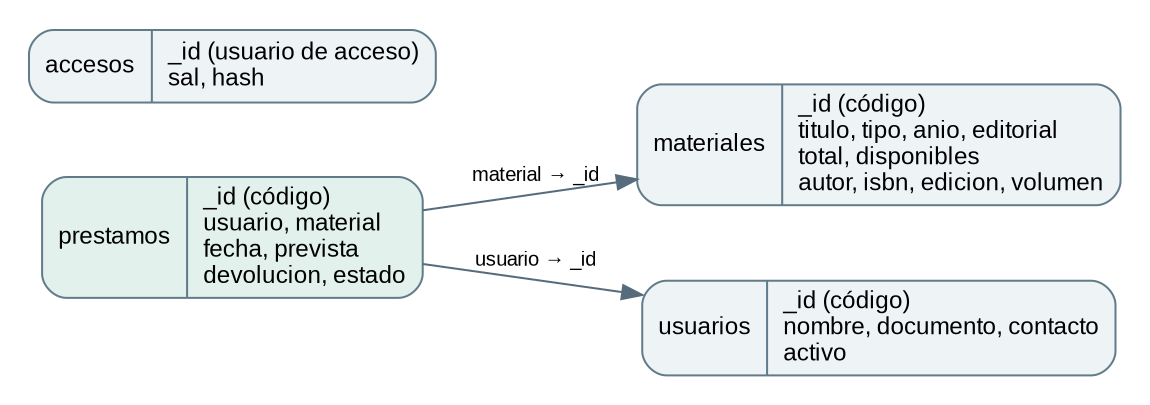 accesos
_id (usuario de acceso)
sal, hash
prestamos
_id (código)
usuario, material
fecha, prevista
devolucion, estado
material → _id
usuario → _id
materiales
_id (código)
titulo, tipo, anio, editorial
total, disponibles
autor, isbn, edicion, volumen
usuarios
_id (código)
nombre, documento, contacto
activo